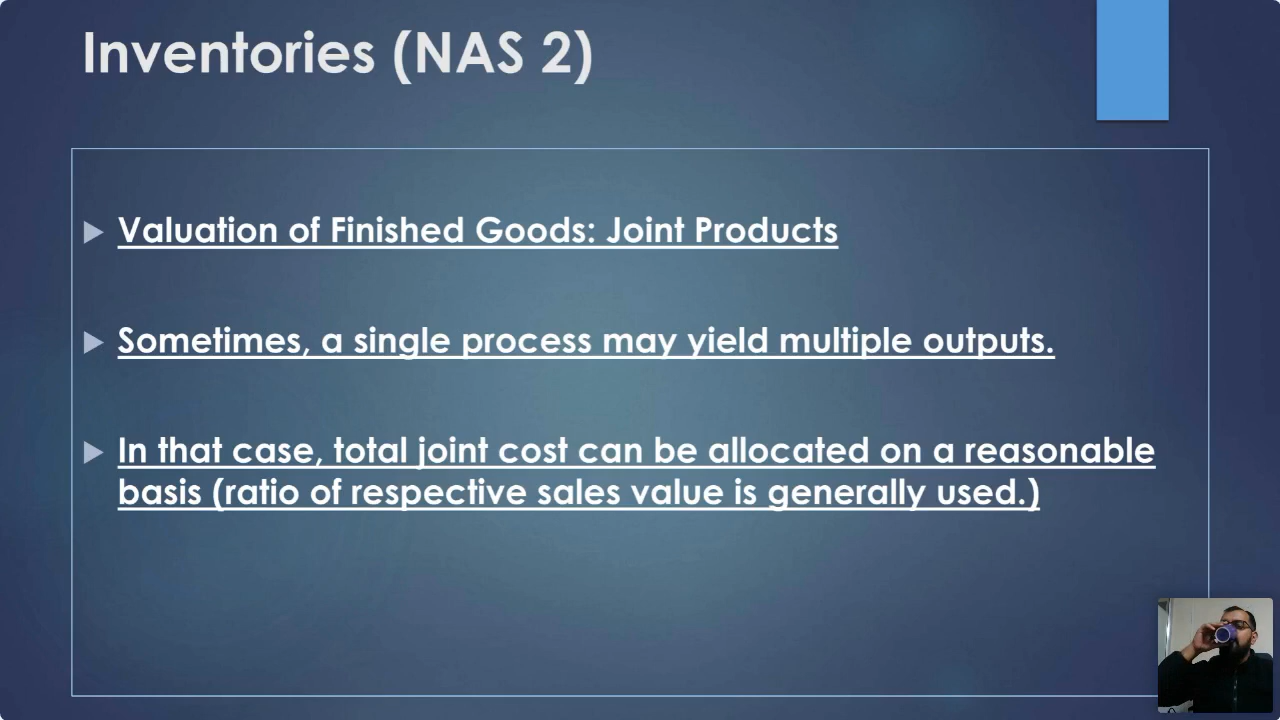 Inventories (NAS 2)
Valuation of Finished Goods: Joint Products
Sometimes, a single process may yield multiple outputs.
In that case, total joint cost can be allocated on a reasonable
basis (ratio of respective sales value is generally used.)